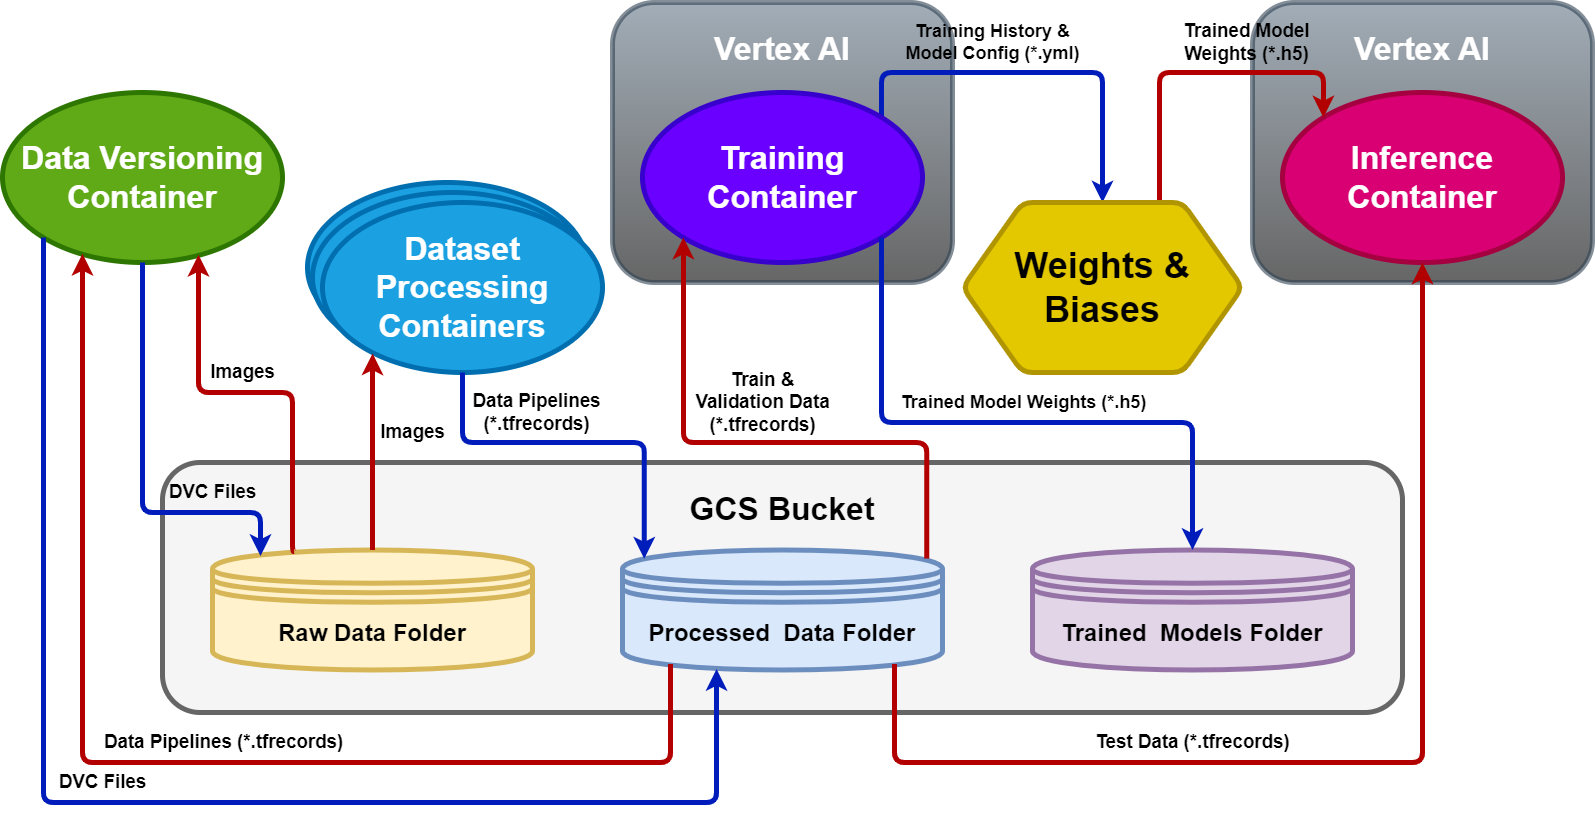 Training History &
Model Config (*.yml)
Trained Model
Weights (*.h5)
Vertex AI
Vertex AI
Data Versioning
Container
Training
Container
Inference
Container
Dataset
Processing
Containers
Weights &
Biases
Images
Data Pipelines
(*.tfrecords)
Images
Train &
Validation Data
(*.tfrecords)
Trained Model Weights (*.h5)
DVC Files
GCS Bucket
Raw Data Folder
Processed  Data Folder
Trained  Models Folder
Data Pipelines (*.tfrecords)
Test Data (*.tfrecords)
DVC Files